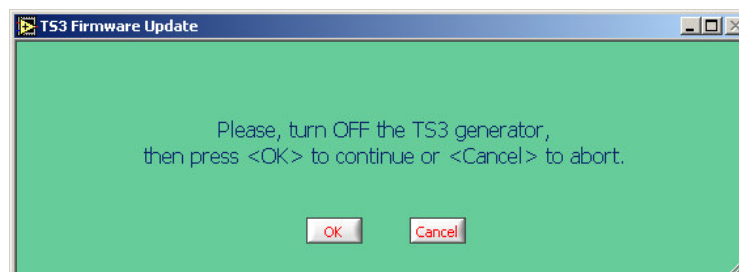 TS3 Firmware Update
Please, turn OFF the TS3 generator,
then press <OK> to continue or <Cancel> to abort.
OK Cancel